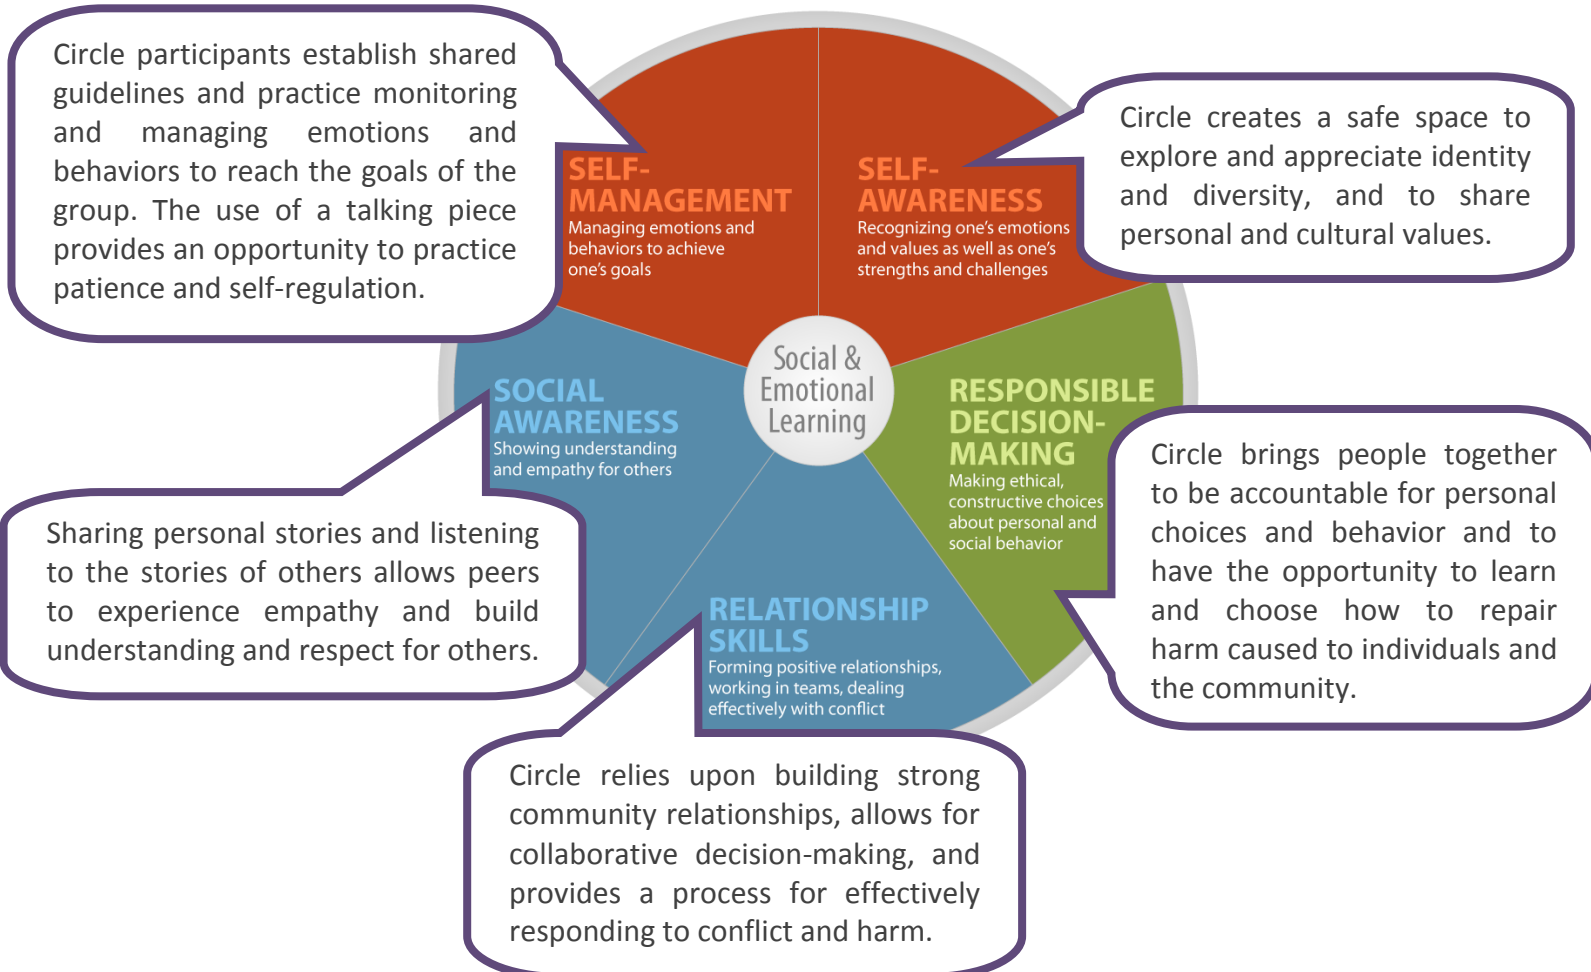 Circle participants establish shared
guidelines and practice monitoring
and managing emotions and
behaviors to reach the goals of the
group. The use of a talking piece
provides an opportunity to practice
patience and self-regulation.
SELF-
MANAGEMENT
Managing emotions and
behaviors to achieve
one's goals
SELF-
AWARENESS
Recognizing one's emotions
and values as well as one's
strengths and challenges
Circle creates a safe space to
explore and appreciate identity
and diversity, and to share
personal and cultural values.
Social &
Emotional
Learning
SOCIAL
AWARENESS
Showing understanding
and empathy for others
RESPONSIBLE
DECISION-
MAKING
Making ethical,
constructive choices
about personal and
social behavior
Circle brings people together
to be accountable for personal
choices and behavior and to
have the opportunity to learn
and choose how to repair
harm caused to individuals and
the community.
Sharing personal stories and listening
to the stories of others allows peers
to experience empathy and build
understanding and respect for others.
RELATIONSHIP
SKILLS
Forming positive relationships,
working in teams, dealing
effectively with conflict
Circle relies upon building strong
community relationships, allows for
collaborative decision-making, and
provides a process for effectively
responding to conflict and harm.